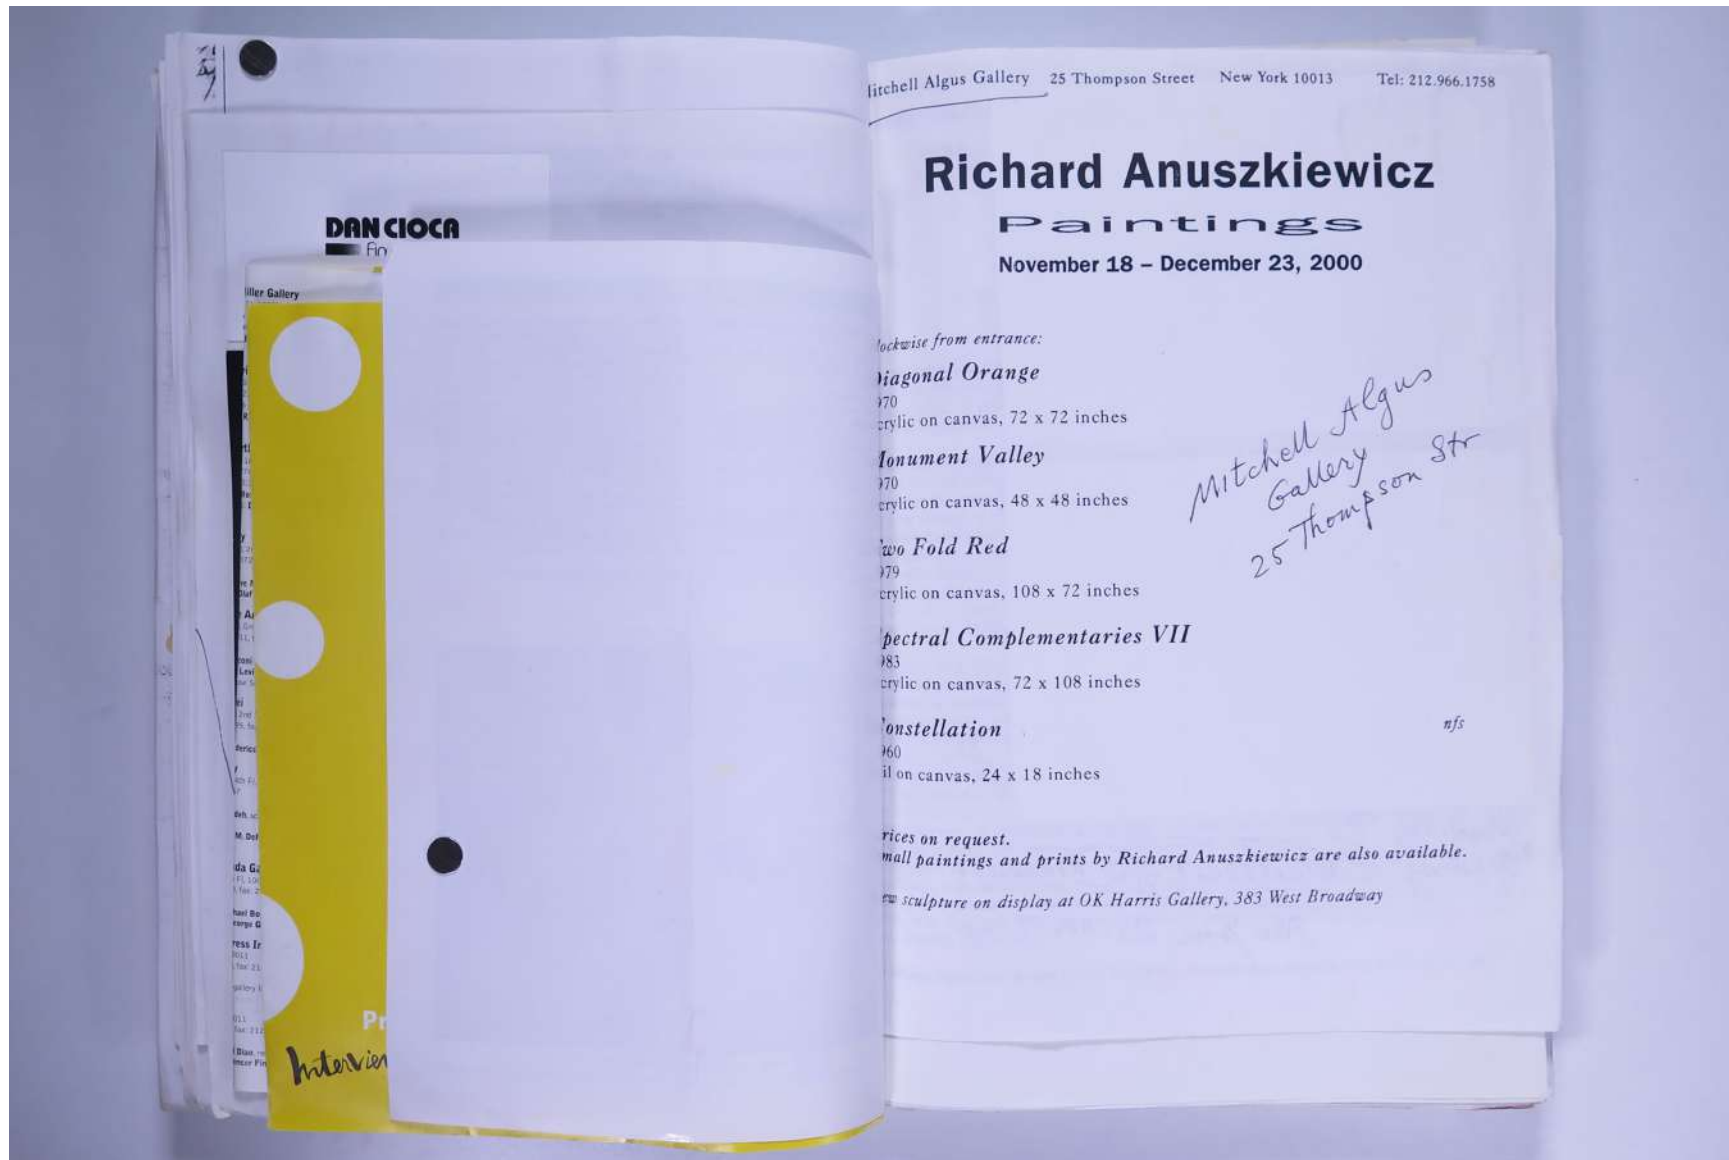 DAN CIOCA
Fin
iller Gallery
Pr
Intervie
itchell Algus Gallery 25 Thompson Street New York 10013 Tel: 212.966.1758
Richard Anuszkiewicz
Paintings
November 18 – December 23, 2000
lockwise from entrance:
iagonal Orange
970
crylic on canvas, 72 x 72 inches
onument Valley
970
crylic on canvas, 48 x 48 inches
wo Fold Red
979
crylic on canvas, 108 x 72 inches
pectral Complementaries VII
983
crylic on canvas, 72 x 108 inches
onstellation nfs
960
il on canvas, 24 x 18 inches
Mitchell Algus
Gallery
25 Thompson Str
rices on request.
mall paintings and prints by Richard Anuszkiewicz are also available.
ew sculpture on display at OK Harris Gallery, 383 West Broadway